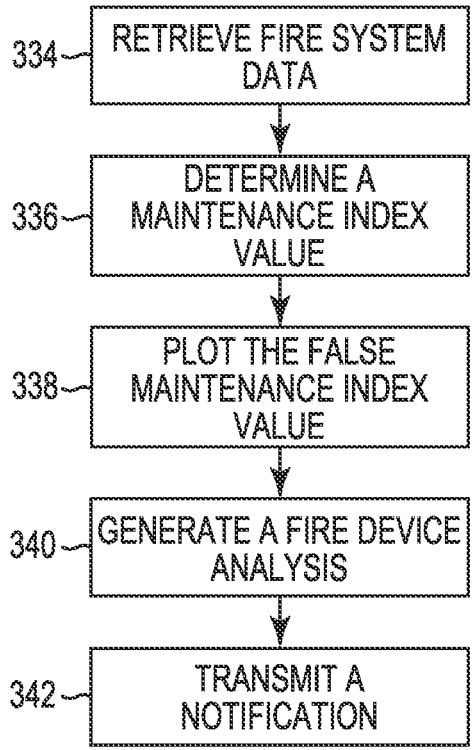 334
RETRIEVE FIRE SYSTEM
DATA
336
DETERMINE A
MAINTENANCE INDEX
VALUE
338
PLOT THE FALSE
MAINTENANCE INDEX
VALUE
340
GENERATE A FIRE DEVICE
ANALYSIS
342
TRANSMIT A
NOTIFICATION